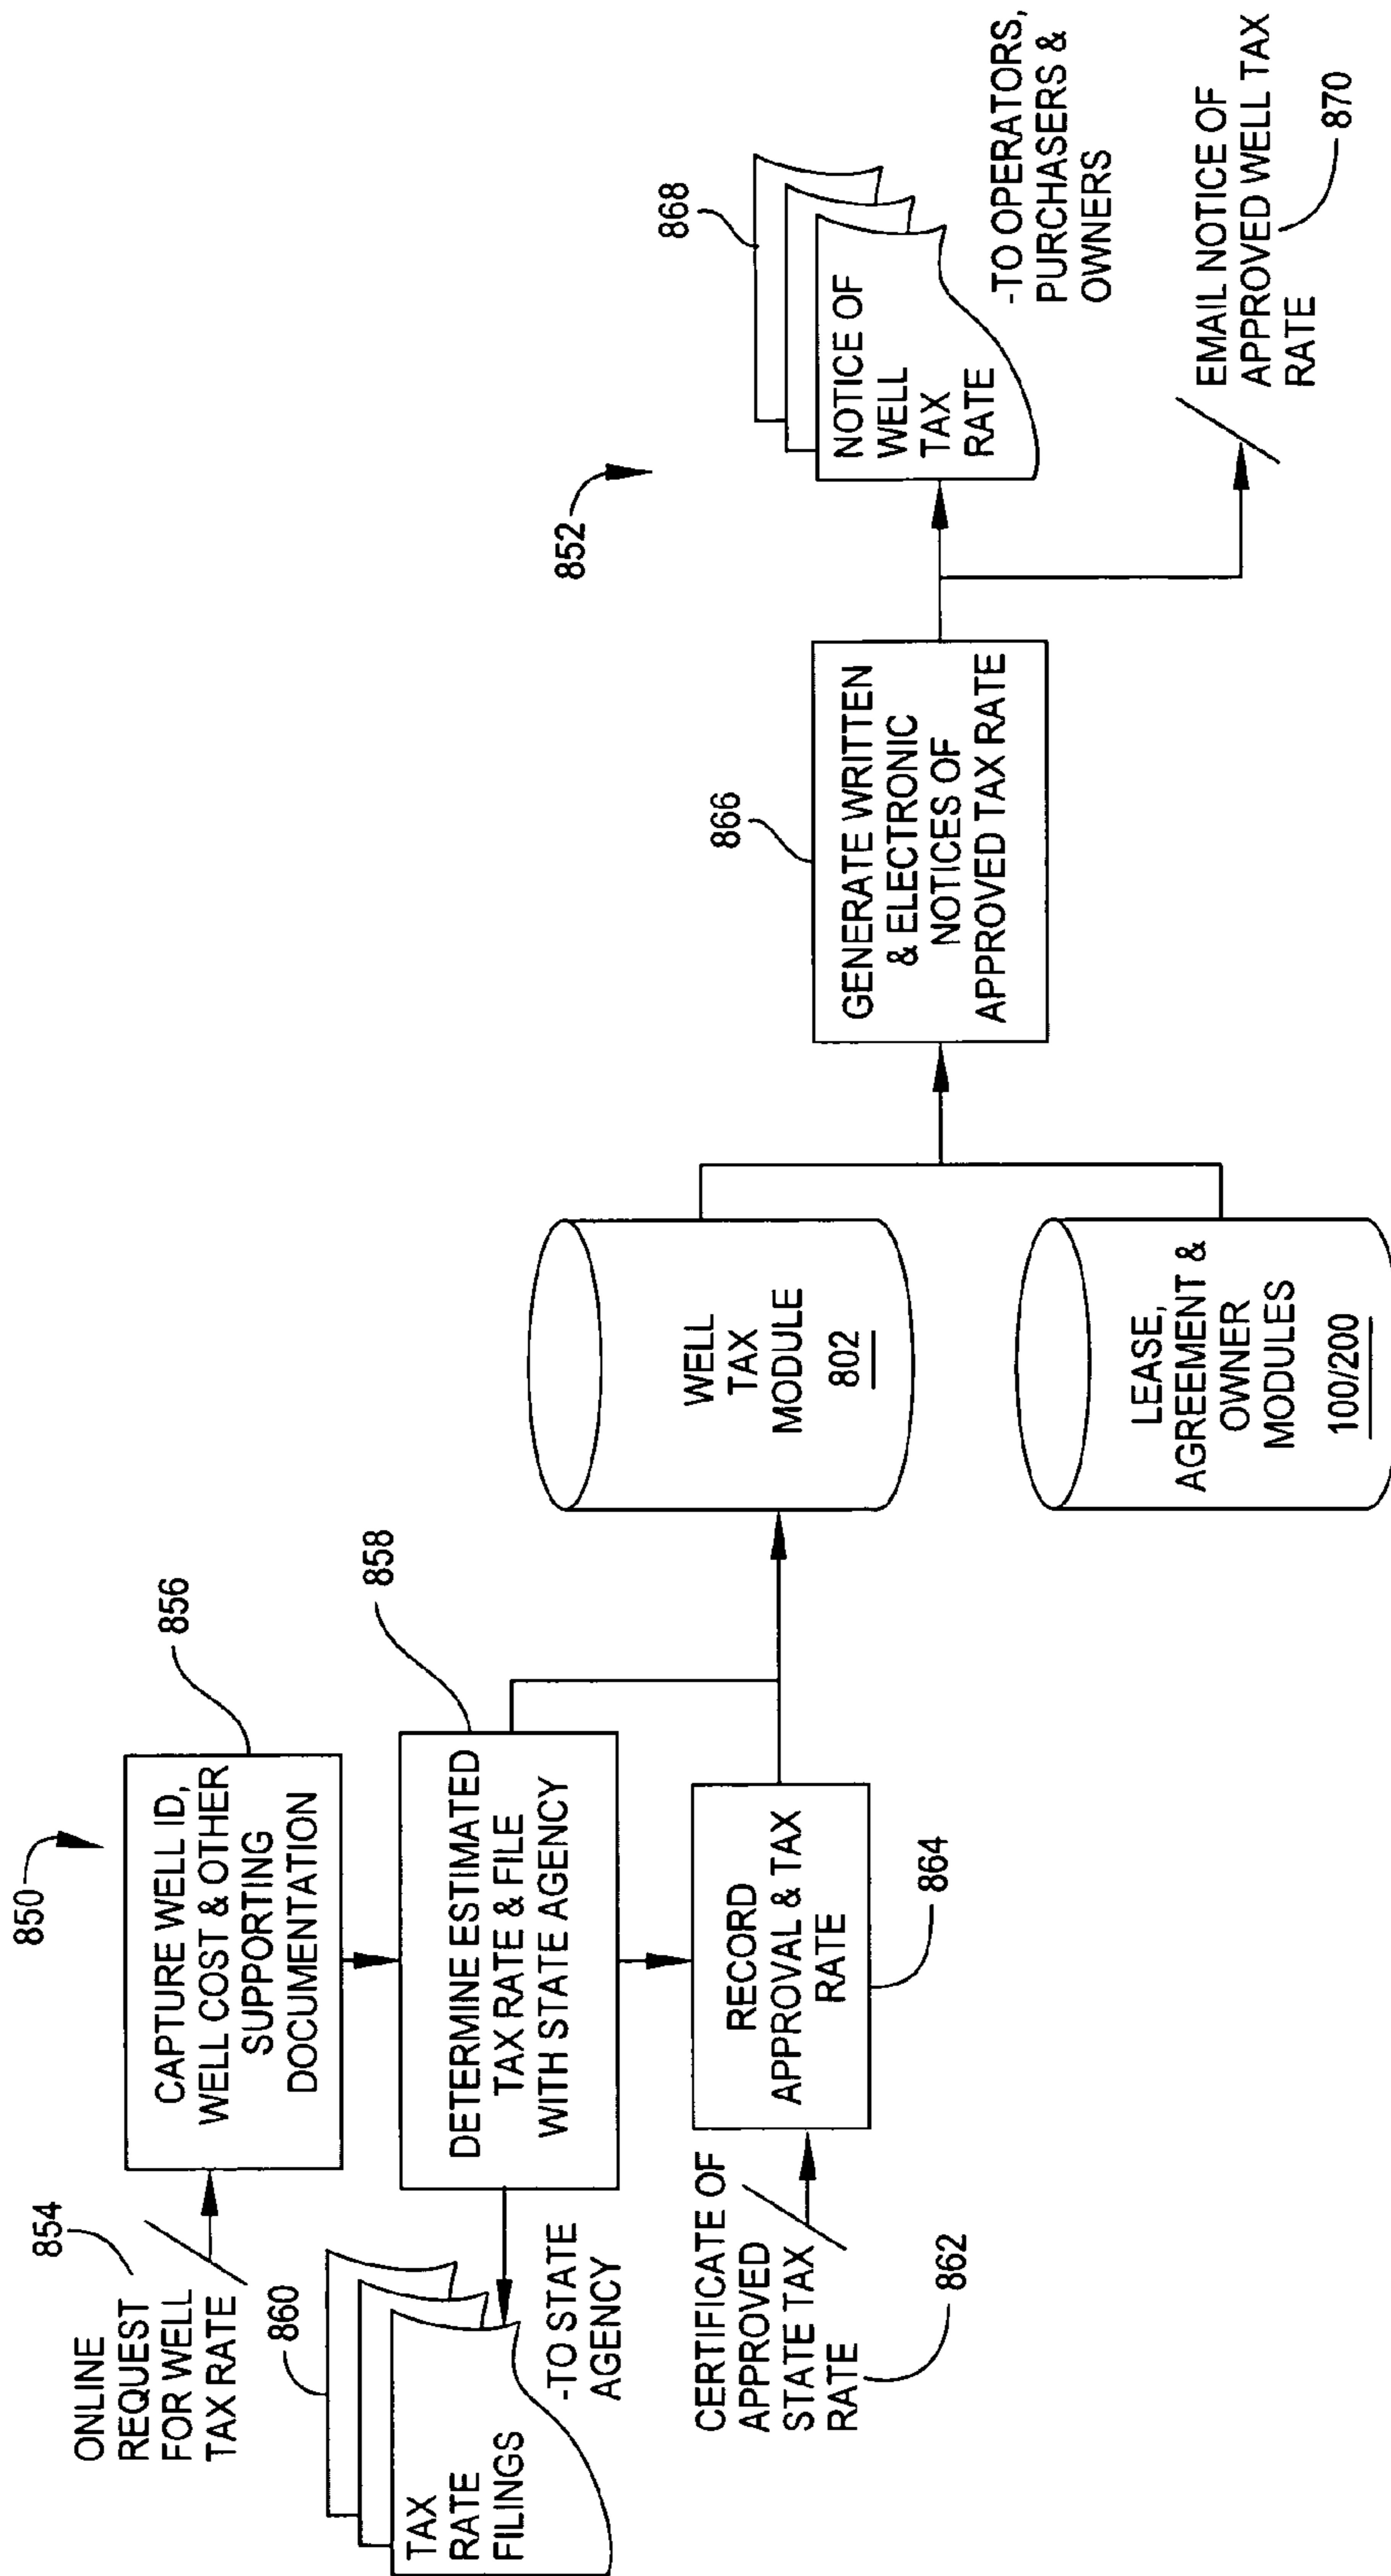 850
854
ONLINE
REQUEST
FOR WELL
TAX RATE
856
CAPTURE WELL ID,
WELL COST & OTHER
SUPPORTING
DOCUMENTATION
858
DETERMINE ESTIMATED
TAX RATE & FILE
WITH STATE AGENCY
860
TAX
RATE
FILINGS
-TO STATE
AGENCY
CERTIFICATE OF
APPROVED
STATE TAX
RATE
862
RECORD
APPROVAL & TAX
RATE
864
WELL
TAX
MODULE
802
LEASE,
AGREEMENT &
OWNER
MODULES
100/200
852
866
GENERATE WRITTEN
& ELECTRONIC
NOTICES OF
APPROVED TAX RATE
868
NOTICE OF
WELL
TAX
RATE
-TO OPERATORS,
PURCHASERS &
OWNERS
EMAIL NOTICE OF
APPROVED WELL TAX
RATE
870